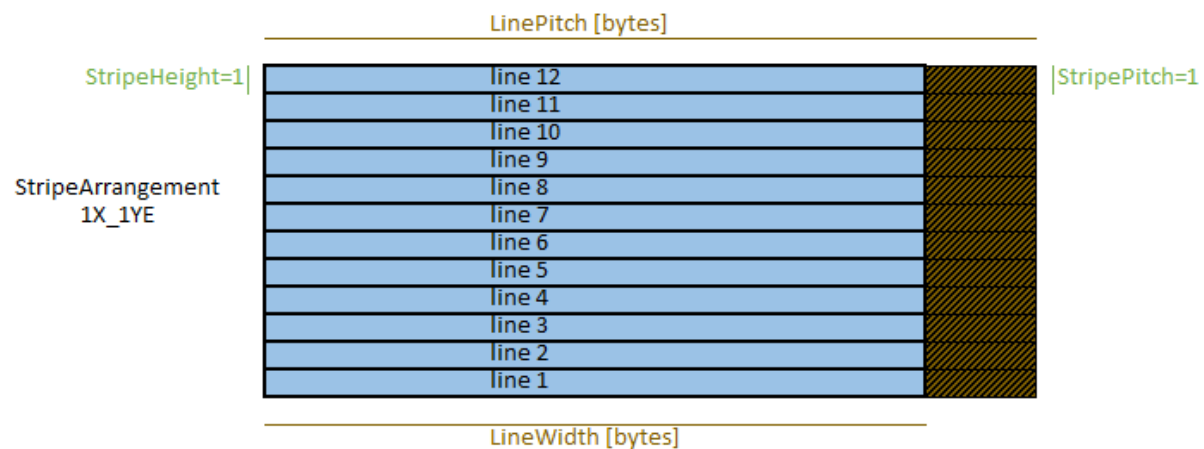 LinePitch [bytes]
StripeHeight=1
line 12
StripePitch=1
line 11
line 10
line 9
line 8
StripeArrangement
1X_1YE
line 7
line 6
line 5
line 4
line 3
line 2
line 1
LineWidth [bytes]